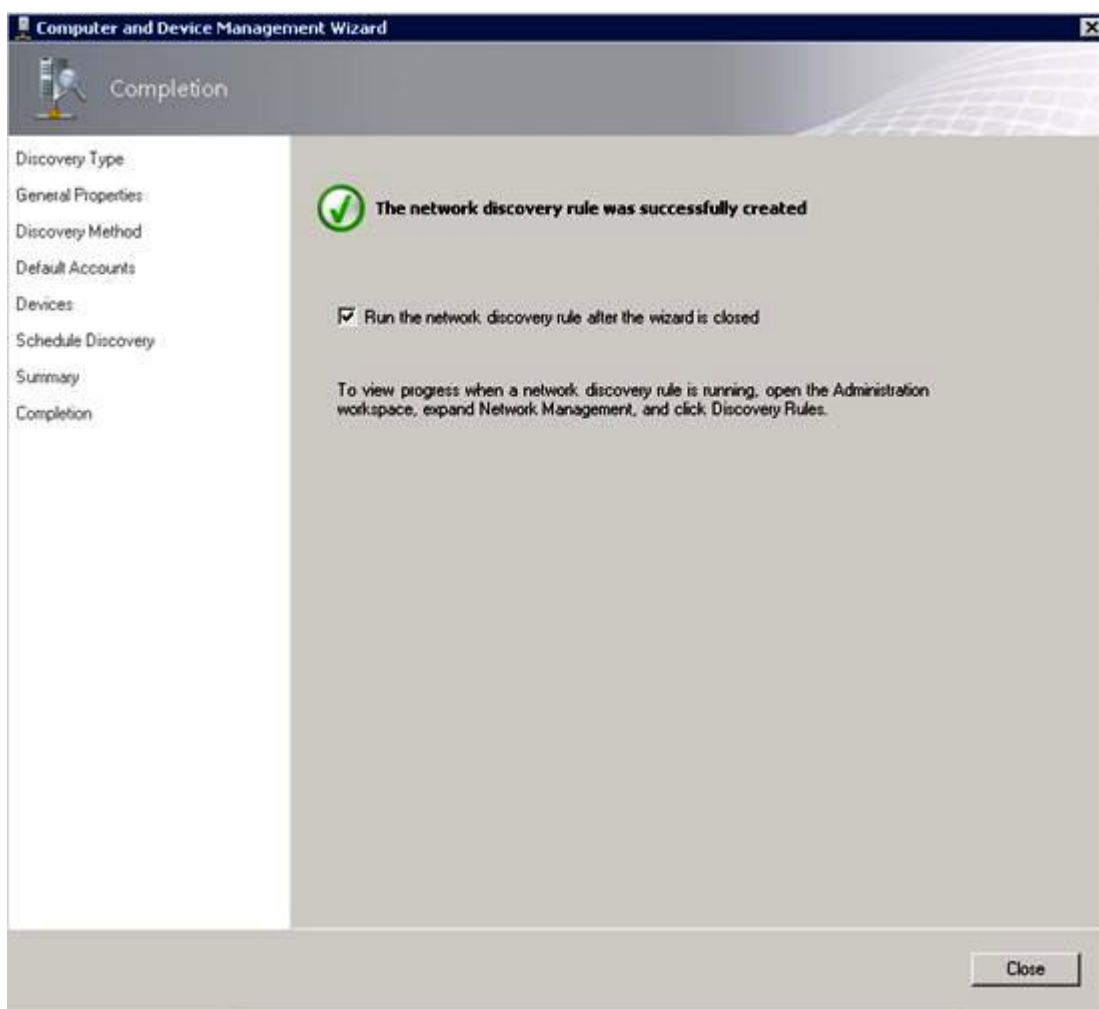 Computer and Device Management Wizard
Completion
Discovery Type
General Properties
Discovery Method
Default Accounts
Devices
Schedule Discovery
Summary
Completion
The network discovery rule was successfully created
Run the network discovery rule after the wizard is closed
To view progress when a network discovery rule is running, open the Administration
workspace, expand Network Management, and click Discovery Rules.
Close